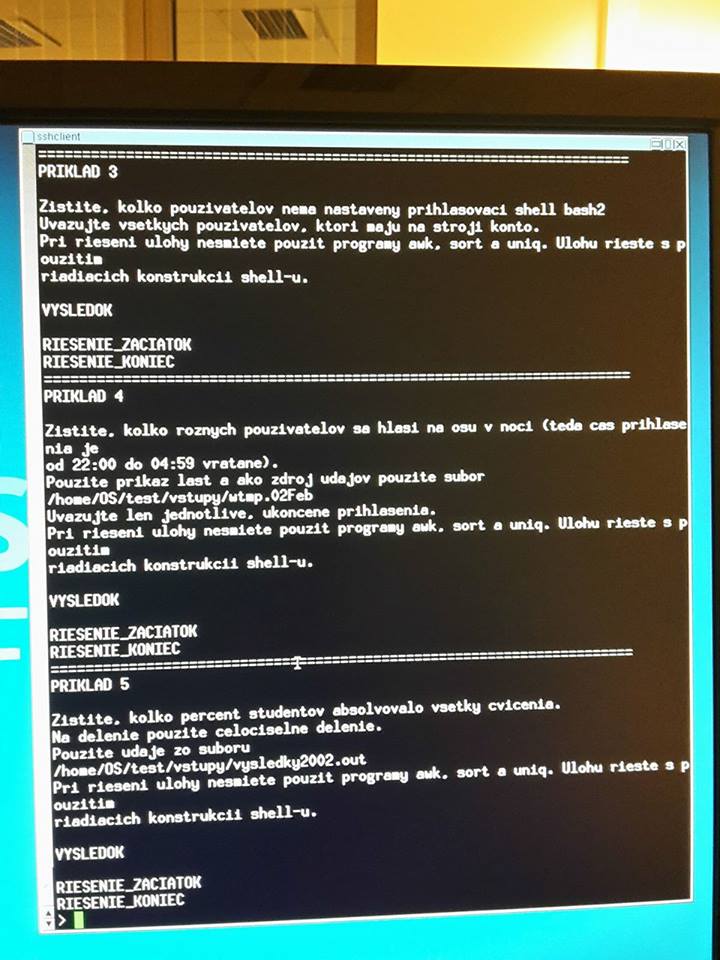 sshclient
========================================================================
PRIKLAD 3
Zistite, kolko pouzivatelov nema nastaveny prihlasovaci shell bash2
Uvazujte vsetkych pouzivatelov, ktori maju na stroji konto.
Pri rieseni ulohy nesmiete pouzit programy awk, sort a uniq. Ulohu rieste s p
ouzitim
riadiacich konstrukcii shell-u.
VYSLEDOK
RIESENIE_ZACIATOK
RIESENIE_KONIEC
========================================================================
PRIKLAD 4
Zistite, kolko roznych pouzivatelov sa hlasi na osu v noci (teda cas prihlase
nia je
od 22:00 do 04:59 vratane).
Pouzite prikaz last a ako zdroj udajov pouzite subor
/home/OS/test/vstupy/wtmp.02Feb
Uvazujte len jednotlive, ukoncene prihlasenia.
Pri rieseni ulohy nesmiete pouzit programy awk, sort a uniq. Ulohu rieste s p
ouzitim
riadiacich konstrukcii shell-u.
VYSLEDOK
RIESENIE_ZACIATOK
RIESENIE_KONIEC
========================================================================
PRIKLAD 5
Zistite, kolko percent studentov absolvovalo vsetky cvicenia.
Na delenie pouzite celociselne delenie.
Pouzite udaje zo suboru
/home/OS/test/vstupy/vysledky2002.out
Pri rieseni ulohy nesmiete pouzit programy awk, sort a uniq. Ulohu rieste s p
ouzitim
riadiacich konstrukcii shell-u.
VYSLEDOK
RIESENIE_ZACIATOK
RIESENIE_KONIEC
>